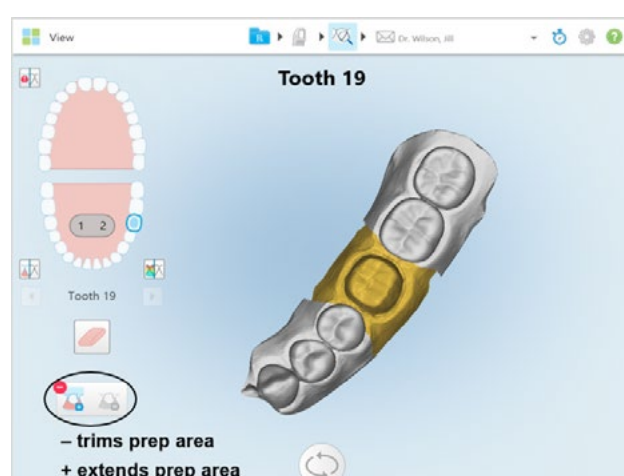 View
Dr. Wilson, Jill
Tooth 19
1 2
Tooth 19
– trims prep area
+ extends prep area